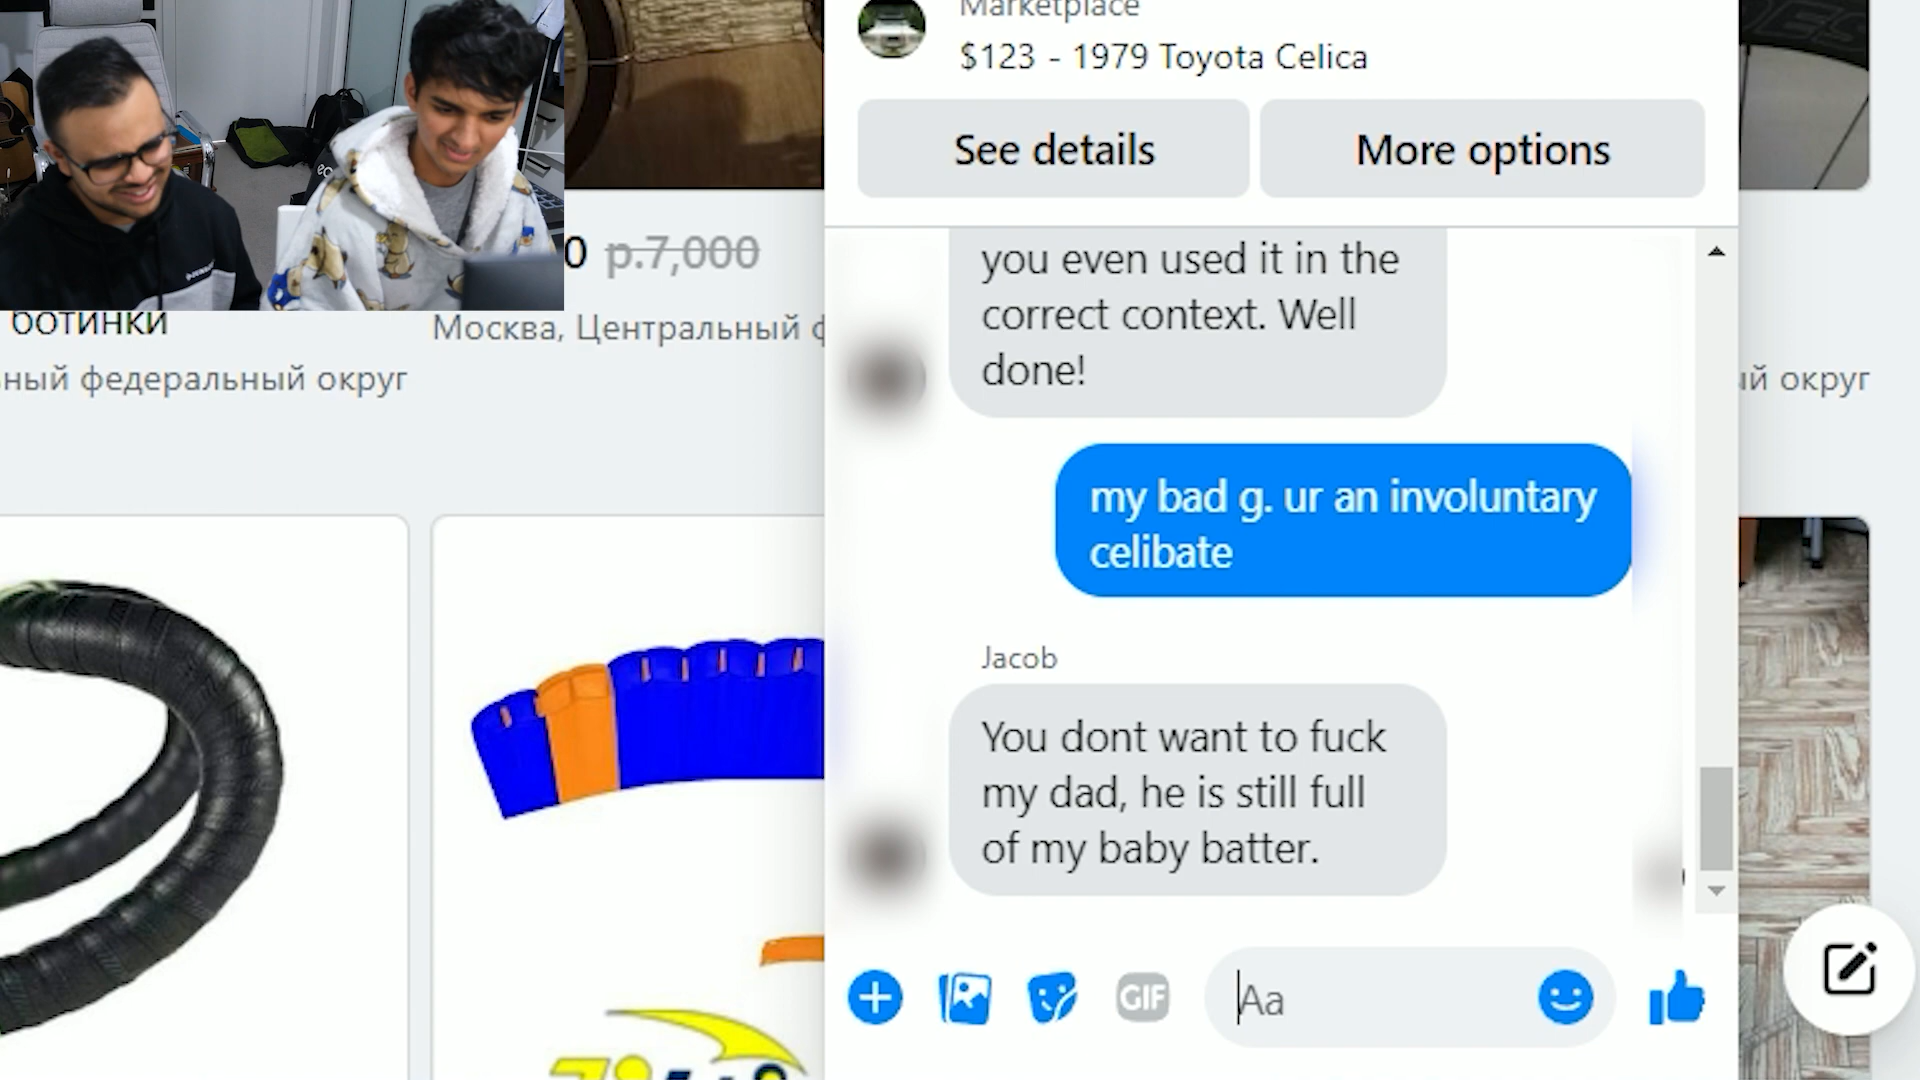 Marketplace
$123 - 1979 Toyota Celica
See details
More options
0 р.7,000
ботинки
Москва, Центральный ф
ный федеральный округ
ый округ
you even used it in the
correct context. Well
done!
my bad g. ur an involuntary
celibate
Jacob
You dont want to fuck
my dad, he is still full
of my baby batter.
GIF
Aa